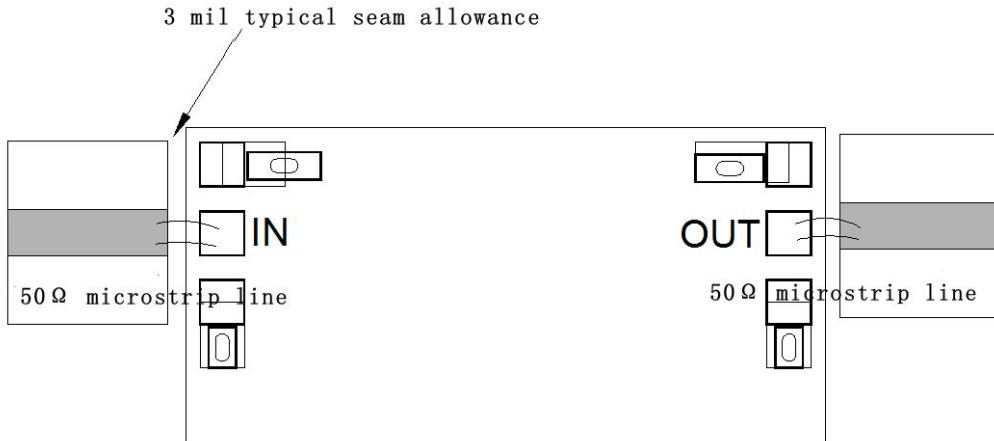 3 mil typical seam allowance
IN
OUT
50Ω microstrip line
50Ω microstrip line